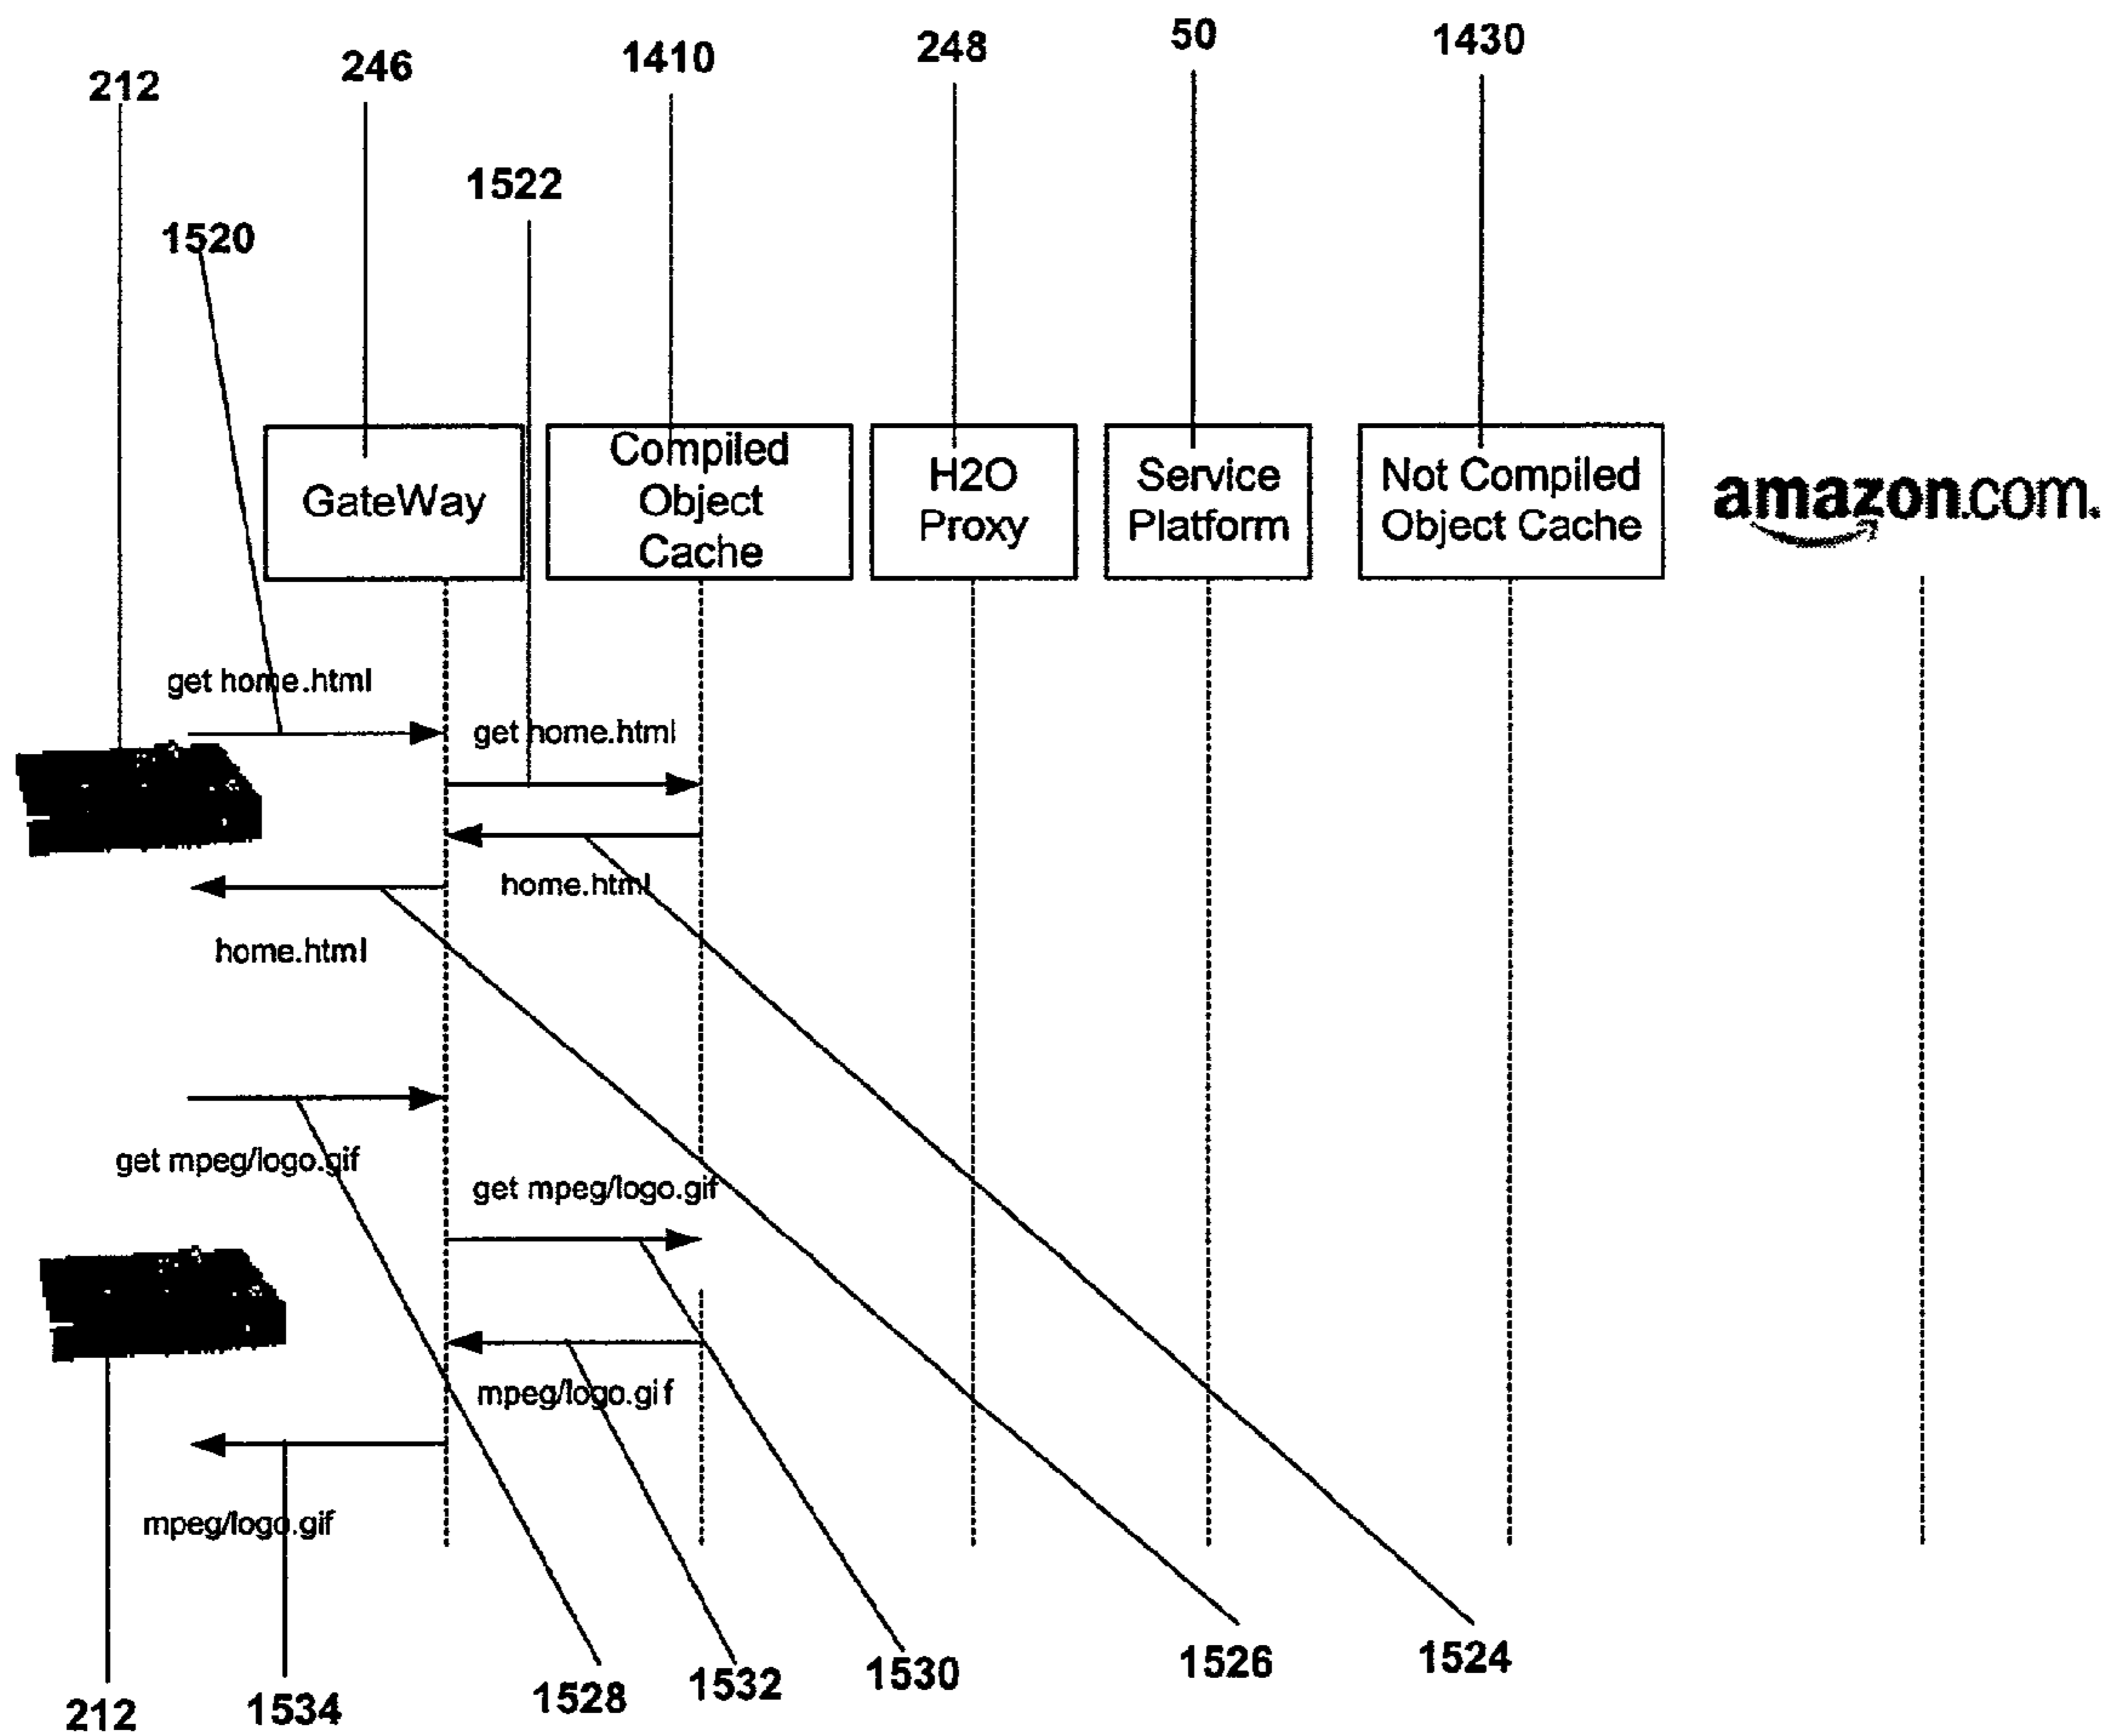 212
246
1410
248
50
1430
1522
1520
GateWay
Compiled
Object
Cache
H2O
Proxy
Service
Platform
Not Compiled
Object Cache
amazon.com.
get home.html
get home.html
home.html
home.html
get mpeg/logo.gif
get mpeg/logo.gif
mpeg/logo.gif
mpeg/logo.gif
212
1534
1528
1532
1530
1526
1524